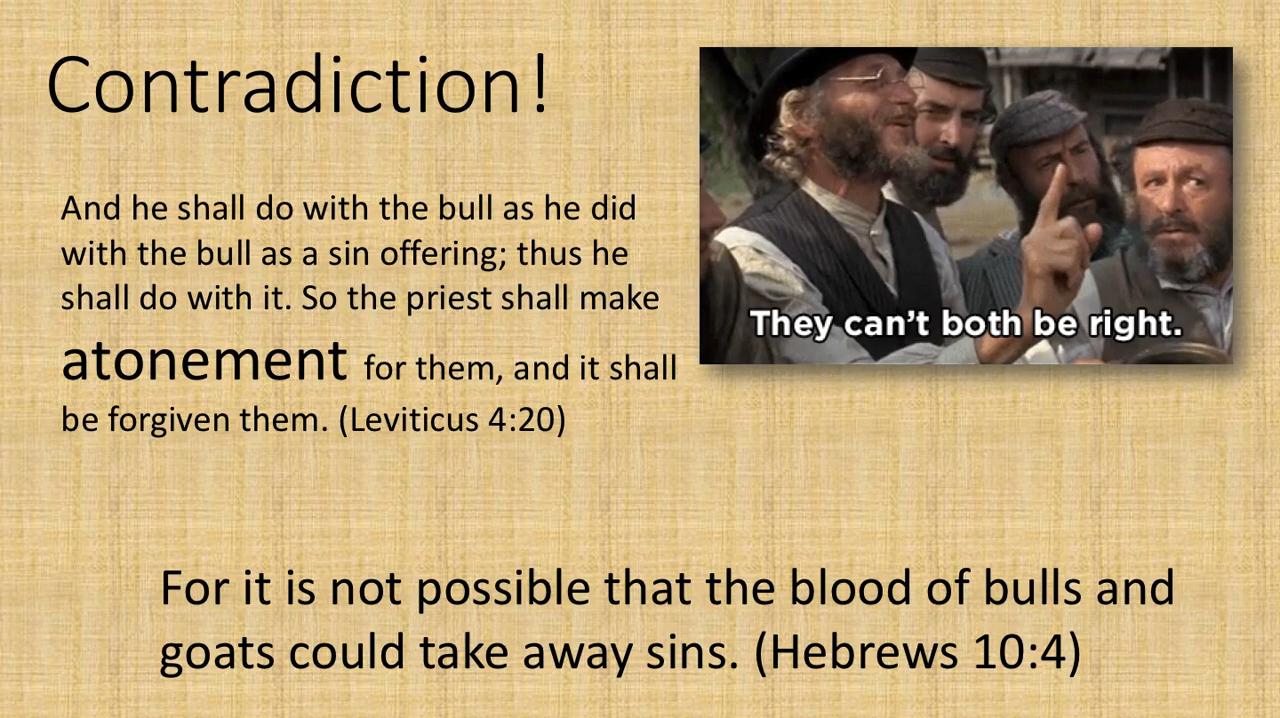 Contradiction!
And he shall do with the bull as he did
with the bull as a sin offering; thus he
shall do with it. So the priest shall make
atonement for them, and it shall
be forgiven them. (Leviticus 4:20)
They can't both be right.
For it is not possible that the blood of bulls and
goats could take away sins. (Hebrews 10:4)